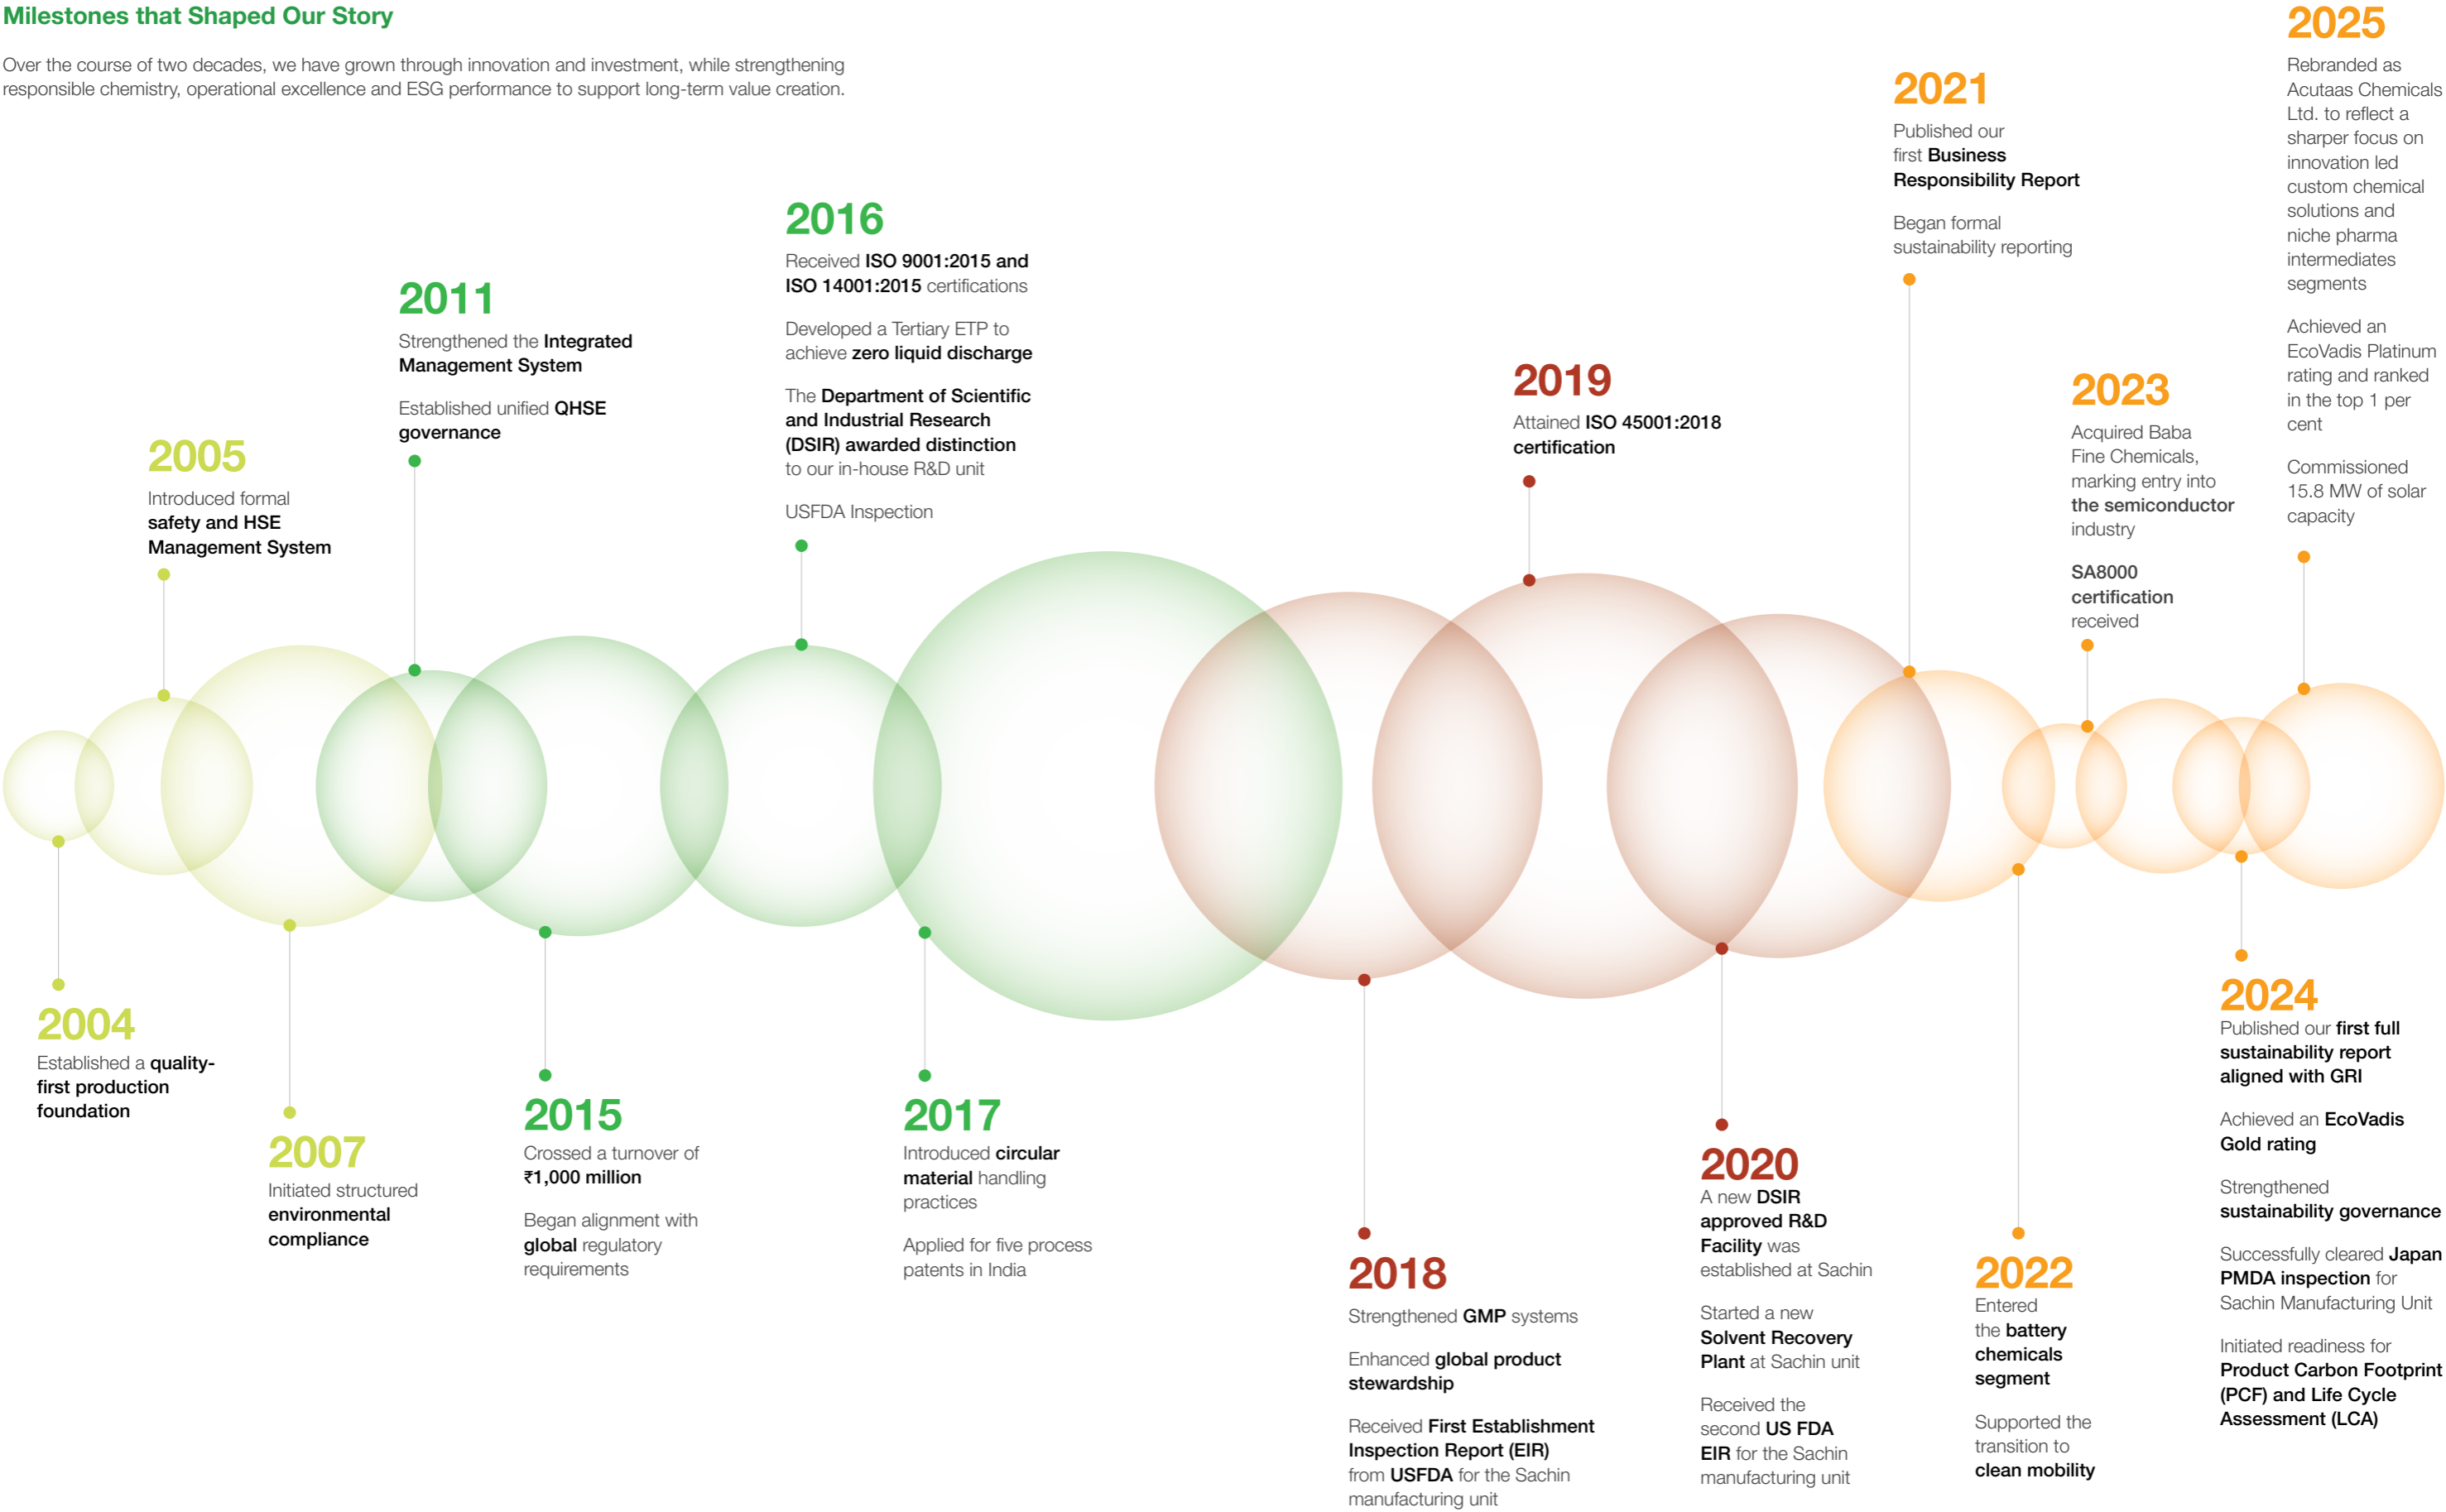 Milestones that Shaped Our Story
Over the course of two decades, we have grown through innovation and investment, while strengthening
responsible chemistry, operational excellence and ESG performance to support long-term value creation.
2004
Established a quality-
first production
foundation
2005
Introduced formal
safety and HSE
Management System
2007
Initiated structured
environmental
compliance
2011
Strengthened the Integrated
Management System
Established unified QHSE
governance
2015
Crossed a turnover of
₹1,000 million
Began alignment with
global regulatory
requirements
2016
Received ISO 9001:2015 and
ISO 14001:2015 certifications
Developed a Tertiary ETP to
achieve zero liquid discharge
The Department of Scientific
and Industrial Research
(DSIR) awarded distinction
to our in-house R&D unit
USFDA Inspection
2017
Introduced circular
material handling
practices
Applied for five process
patents in India
2018
Strengthened GMP systems
Enhanced global product
stewardship
Received First Establishment
Inspection Report (EIR)
from USFDA for the Sachin
manufacturing unit
2019
Attained ISO 45001:2018
certification
2020
A new DSIR
approved R&D
Facility was
established at Sachin
Started a new
Solvent Recovery
Plant at Sachin unit
Received the
second US FDA
EIR for the Sachin
manufacturing unit
2021
Published our
first Business
Responsibility Report
Began formal
sustainability reporting
2022
Entered
the battery
chemicals
segment
Supported the
transition to
clean mobility
2023
Acquired Baba
Fine Chemicals,
marking entry into
the semiconductor
industry
SA8000
certification
received
2024
Published our first full
sustainability report
aligned with GRI
Achieved an EcoVadis
Gold rating
Strengthened
sustainability governance
Successfully cleared Japan
PMDA inspection for
Sachin Manufacturing Unit
Initiated readiness for
Product Carbon Footprint
(PCF) and Life Cycle
Assessment (LCA)
2025
Rebranded as
Acutaas Chemicals
Ltd. to reflect a
sharper focus on
innovation led
custom chemical
solutions and
niche pharma
intermediates
segments
Achieved an
EcoVadis Platinum
rating and ranked
in the top 1 per
cent
Commissioned
15.8 MW of solar
capacity